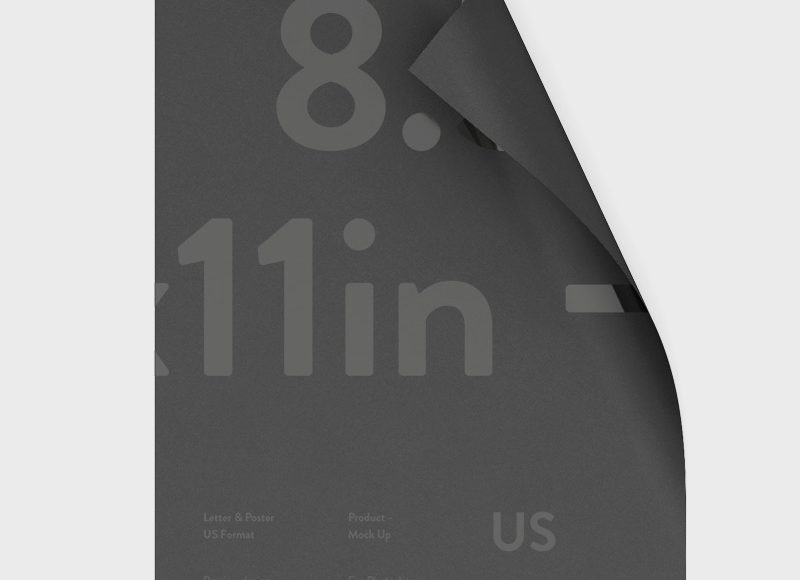 8.
x11in -
Letter & Poster
US Format
Product -
Mock Up
US